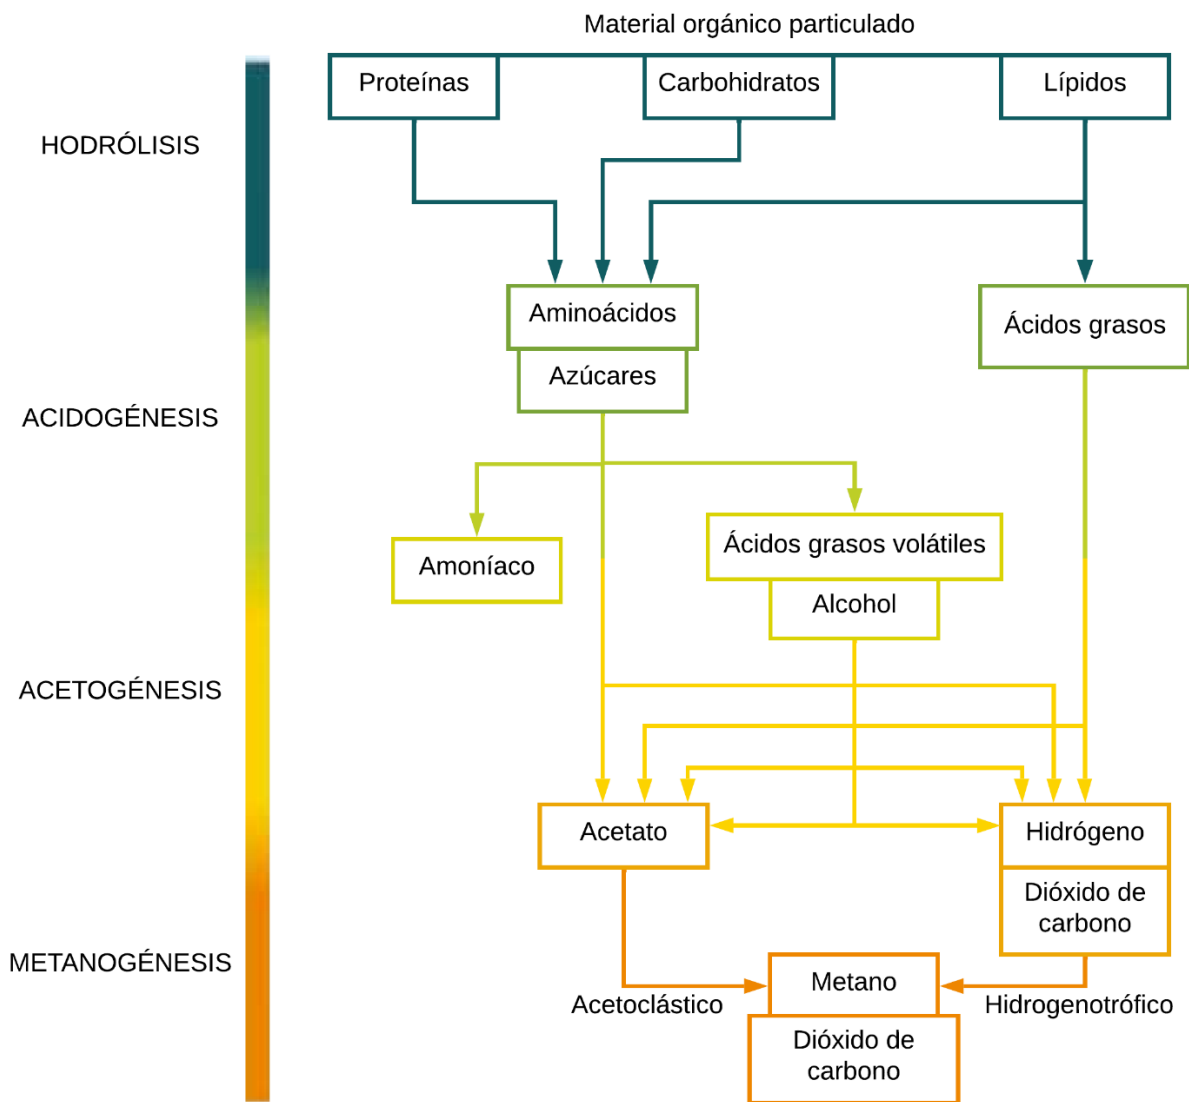 Material orgánico particulado
Proteínas
Carbohidratos
Lípidos
HODRÓLISIS
Aminoácidos
Azúcares
Ácidos grasos
ACIDOGÉNESIS
Amoníaco
Ácidos grasos volátiles
Alcohol
ACETOGÉNESIS
Acetato
Hidrógeno
Dióxido de
carbono
METANOGÉNESIS
Acetoclástico
Metano
Hidrogenotrófico
Dióxido de
carbono